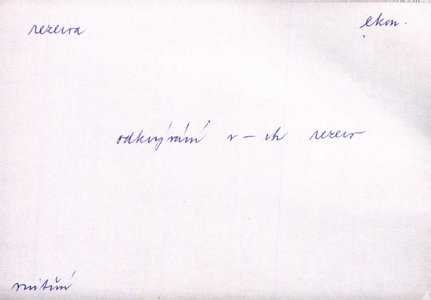 rezerva ekon.
odkrývání v–ch rezerv
vnitřní